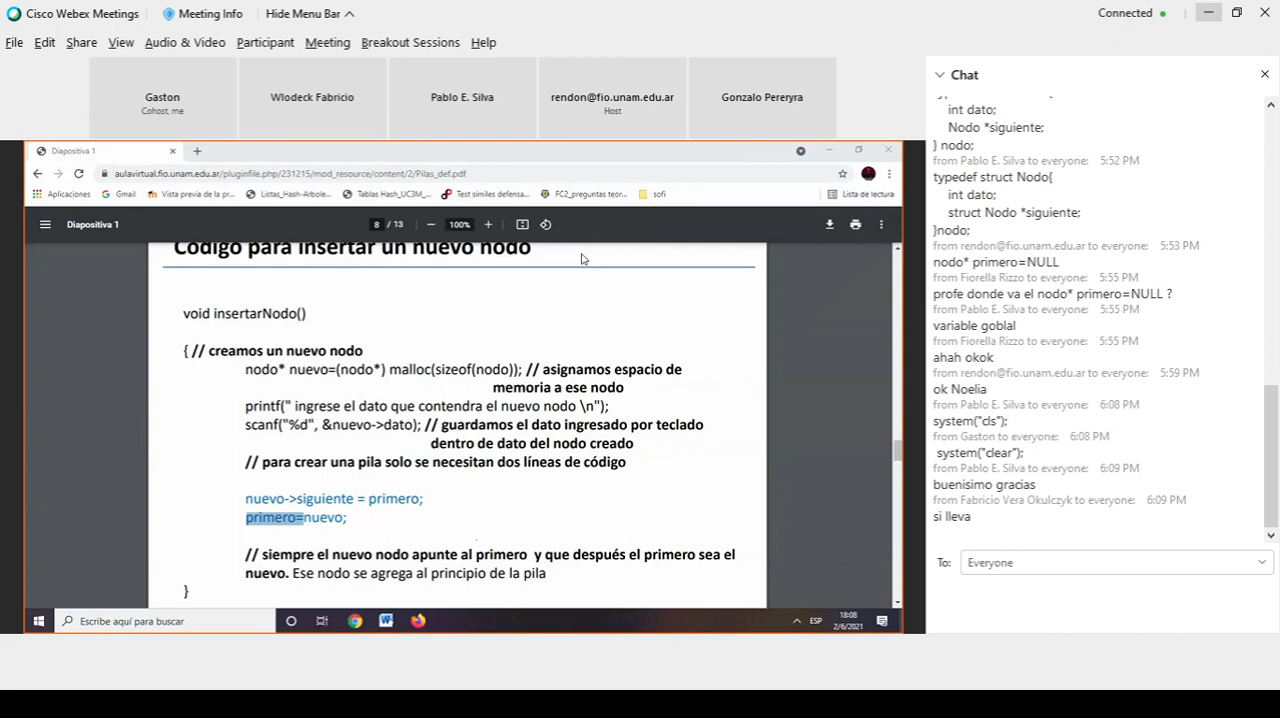 Cisco Webex Meetings Meeting Info Hide Menu Bar Connected
File Edit Share View Audio & Video Participant Meeting Breakout Sessions Help
Gaston
Cohost, me
Wlodeck Fabricio
Pablo E. Silva
rendon@fio.unam.edu.ar
Host
Gonzalo Pereryra
Diapositiva 1
aulavirtual.fio.unam.edu.ar/pluginfile.php/231215/mod_resource/content/2/Pilas_def.pdf
Aplicaciones Gmail Vista previa de la pr... Listas_Hash-Arbole... Tablas Hash_UC3M_... Test símiles defensa... FC2_preguntas teor... sofi Lista de lectura
Diapositiva 1 8 / 13 100%
Código para insertar un nuevo nodo
void insertarNodo()
{ // creamos un nuevo nodo
nodo* nuevo=(nodo*) malloc(sizeof(nodo)); // asignamos espacio de
memoria a ese nodo
printf(" ingrese el dato que contendra el nuevo nodo \n");
scanf("%d", &nuevo->dato); // guardamos el dato ingresado por teclado
dentro de dato del nodo creado
// para crear una pila solo se necesitan dos líneas de código
nuevo->siguiente = primero;
primero=nuevo;
// siempre el nuevo nodo apunte al primero y que después el primero sea el
nuevo. Ese nodo se agrega al principio de la pila
}
Escribe aquí para buscar
ESP
18:08
2/6/2021
Chat
int dato;
Nodo *siguiente;
} nodo;
from Pablo E. Silva to everyone: 5:52 PM
typedef struct Nodo{
int dato;
struct Nodo *siguiente;
}nodo;
from rendon@fio.unam.edu.ar to everyone: 5:53 PM
nodo* primero=NULL
from Fiorella Rizzo to everyone: 5:55 PM
profe donde va el nodo* primero=NULL ?
from Pablo E. Silva to everyone: 5:55 PM
variable goblal
from Fiorella Rizzo to everyone: 5:55 PM
ahah okok
from rendon@fio.unam.edu.ar to everyone: 5:59 PM
ok Noelia
from Pablo E. Silva to everyone: 6:08 PM
system("cls");
from Gaston to everyone: 6:08 PM
system("clear");
from Pablo E. Silva to everyone: 6:09 PM
buenisimo gracias
from Fabricio Vera Okulczyk to everyone: 6:09 PM
si lleva
To: Everyone